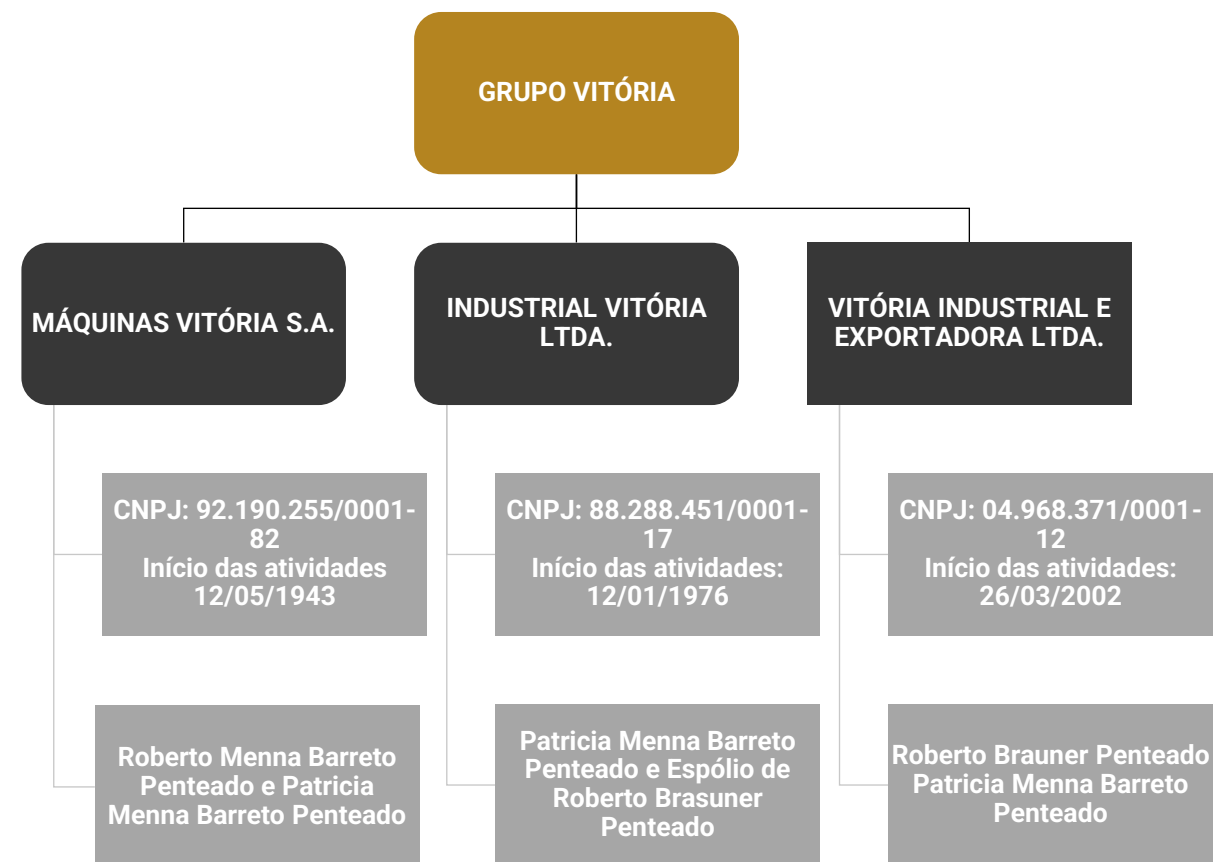 GRUPO VITÓRIA
MÁQUINAS VITÓRIA S.A.
INDUSTRIAL VITÓRIA
LTDA.
VITÓRIA INDUSTRIAL E
EXPORTADORA LTDA.
CNPJ: 92.190.255/0001-
82
Início das atividades
12/05/1943
CNPJ: 88.288.451/0001-
17
Início das atividades:
12/01/1976
CNPJ: 04.968.371/0001-
12
Início das atividades:
26/03/2002
Roberto Menna Barreto
Penteado e Patricia
Menna Barreto Penteado
Patricia Menna Barreto
Penteado e Espólio de
Roberto Brasuner
Penteado
Roberto Brauner Penteado
Patricia Menna Barreto
Penteado